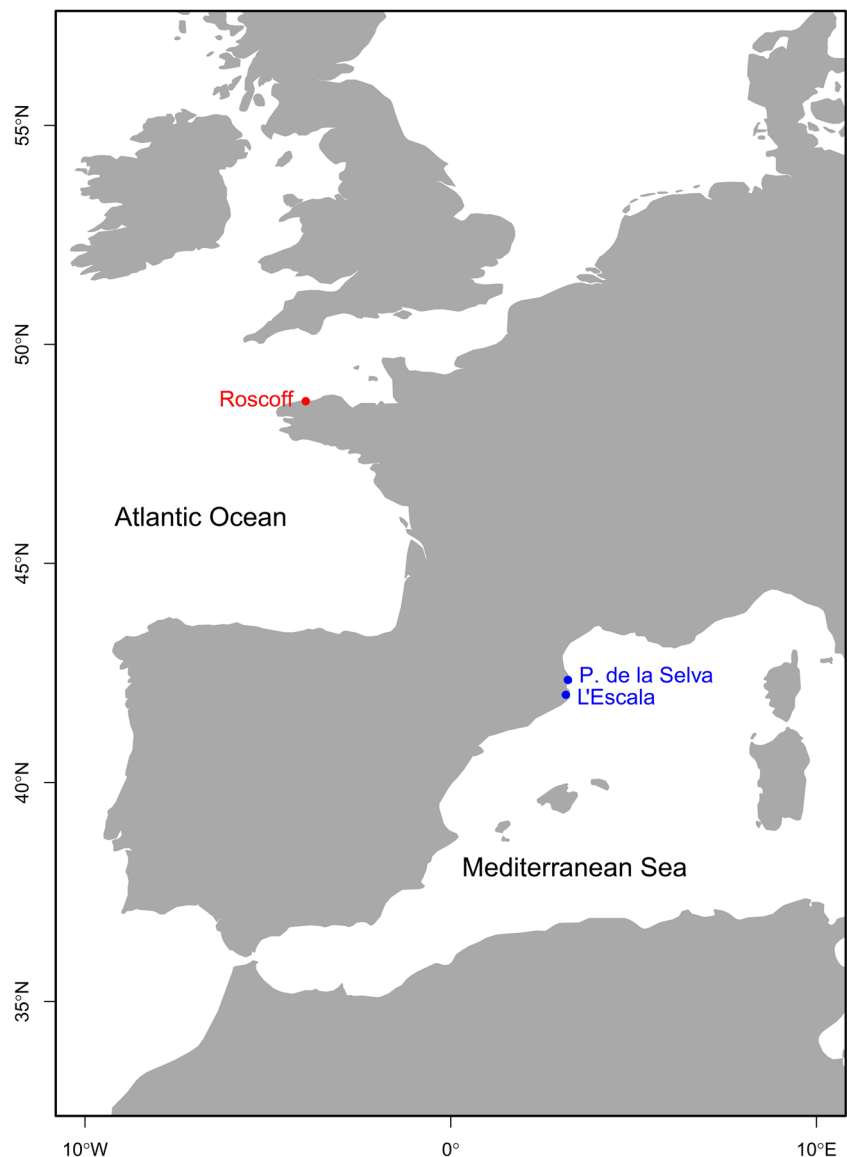 55°N
50°N
Roscoff
Atlantic Ocean
45°N
P. de la Selva
L'Escala
40°N
Mediterranean Sea
35°N
10°W
0°
10°E